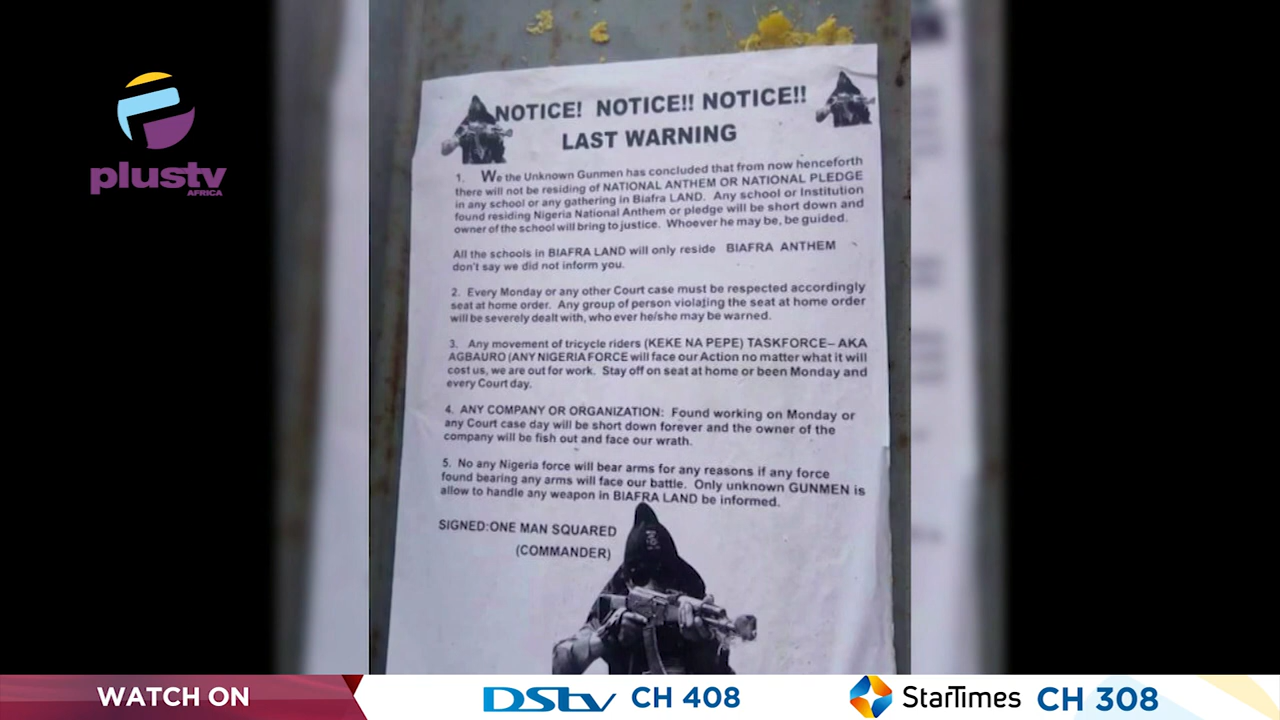 plustv
AFRICA
NOTICE! NOTICE!! NOTICE!!
LAST WARNING
1. We the Unknown Gunmen has concluded that from now henceforth
there will not be residing of NATIONAL ANTHEM OR NATIONAL PLEDGE
in any school or any gathering in Biafra LAND. Any school or Institution
found residing Nigeria National Anthem or pledge will be short down and
owner of the school will bring to justice. Whoever he may be, be guided.
All the schools in BIAFRA LAND will only reside BIAFRA ANTHEM
don't say we did not inform you.
2. Every Monday or any other Court case must be respected accordingly
seat at home order. Any group of person violating the seat at home order
will be severely dealt with, who ever he/she may be warned.
3. Any movement of tricycle riders (KEKE NA PEPE) TASKFORCE– AKA
AGBAURO (ANY NIGERIA FORCE will face our Action no matter what it will
cost us, we are out for work. Stay off on seat at home or been Monday and
every Court day.
4. ANY COMPANY OR ORGANIZATION: Found working on Monday or
any Court case day will be short down forever and the owner of the
company will be fish out and face our wrath.
5. No any Nigeria force will bear arms for any reasons if any force
found bearing any arms will face our battle. Only unknown GUNMEN is
allow to handle any weapon in BIAFRA LAND be informed.
SIGNED:ONE MAN SQUARED
(COMMANDER)
WATCH ON DStv CH 408 StarTimes CH 308